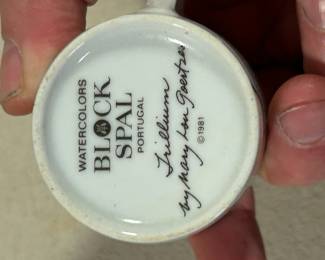 WATERCOLORS
BLOCK
SPAL
PORTUGAL
Trillium
by Mary Lou Goertzen
©1981